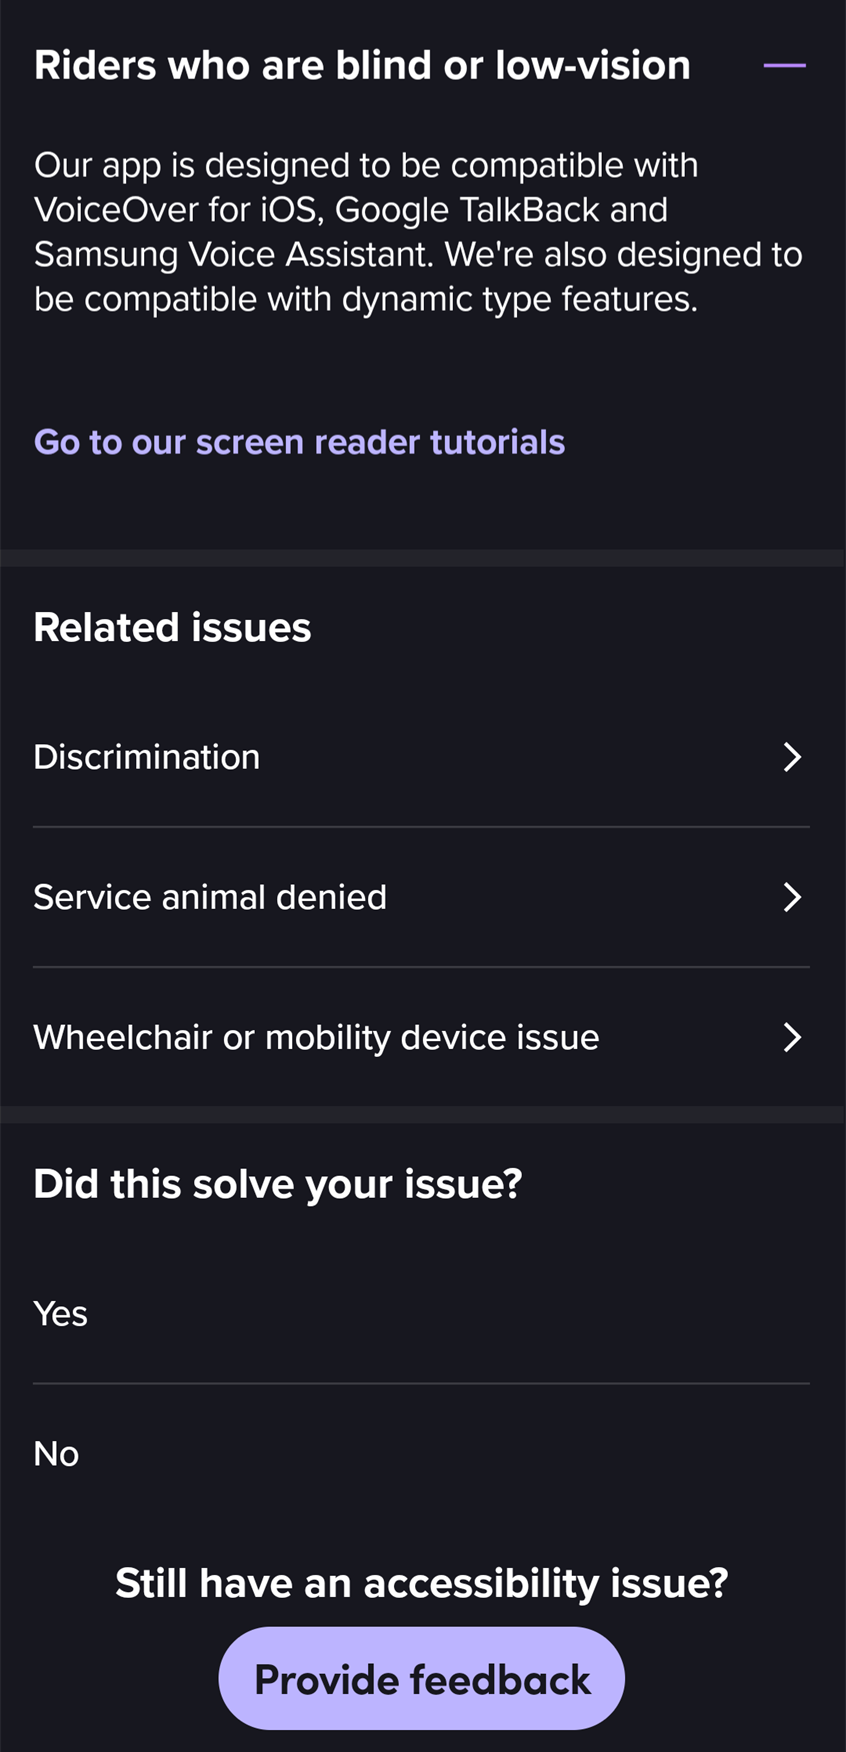 Riders who are blind or low-vision
Our app is designed to be compatible with
VoiceOver for iOS, Google TalkBack and
Samsung Voice Assistant. We're also designed to
be compatible with dynamic type features.
Go to our screen reader tutorials
Related issues
Discrimination
Service animal denied
Wheelchair or mobility device issue
Did this solve your issue?
Yes
No
Still have an accessibility issue?
Provide feedback